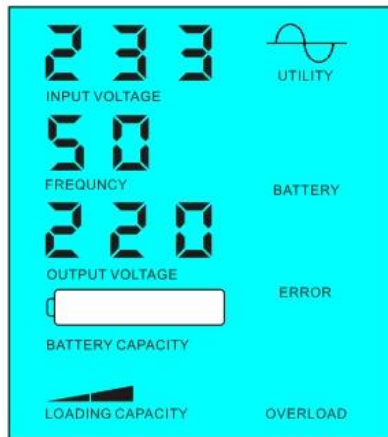 233
INPUT VOLTAGE
UTILITY
50
FREQUNCY
BATTERY
220
OUTPUT VOLTAGE
ERROR
BATTERY CAPACITY
LOADING CAPACITY
OVERLOAD